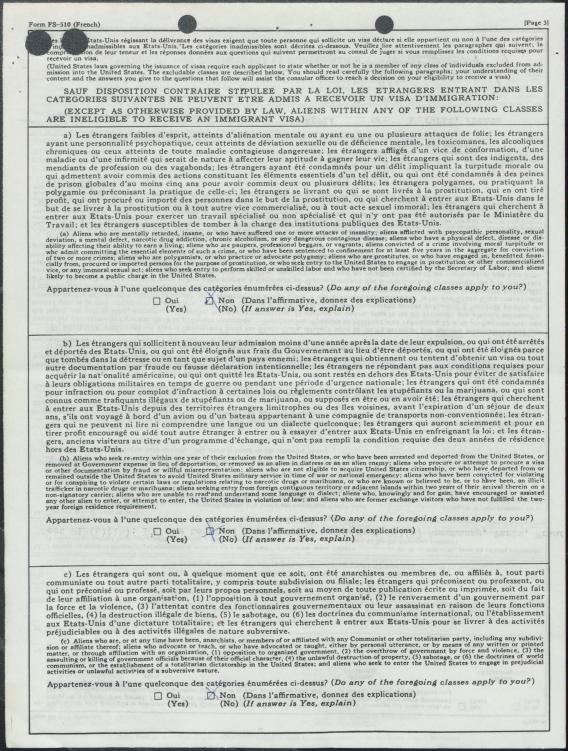 Form FS-510 (French) [Page 3]
les Etats-Unis régissant la délivrance des visas exigent que toute personne qui sollicite un visa déclare si elle appartient ou non à l'une des catégories
inadmissibles aux Etats-Unis. Les catégories inadmissibles sont décrites ci-dessous. Veuillez lire attentivement les paragraphes qui suivent; la
de leur teneur et les réponses données aux questions qui suivent permettront au consul de juger si vous remplissez les conditions requises pour
recevoir un visa.
(United States laws governing the issuance of visas require each applicant to state whether or not he is a member of any class of individuals excluded from ad-
mission into the United States. The excludable classes are described below. You should read carefully the following paragraphs; your understanding of their
content and the answers you give to the questions that follow will assist the consular officer to reach a decision on your eligibility to receive a visa)
SAUF DISPOSITION CONTRAIRE STIPULEE PAR LA LOI, LES ETRANGERS ENTRANT DANS LES
CATEGORIES SUIVANTES NE PEUVENT ETRE ADMIS A RECEVOIR UN VISA D'IMMIGRATION:
(EXCEPT AS OTHERWISE PROVIDED BY LAW, ALIENS WITHIN ANY OF THE FOLLOWING CLASSES
ARE INELIGIBLE TO RECEIVE AN IMMIGRANT VISA)
a) Les étrangers faibles d'esprit, atteints d'aliénation mentale ou ayant eu une ou plusieurs attaques de folie; les étrangers
ayant une personnalité psychopatique, ceux atteints de déviation sexuelle ou de déficience mentale, les toxicomanes, les alcooliques
chroniques ou ceux atteints de toute maladie contagieuse dangereuse; les étrangers affligés d'un vice de conformation, d'une
maladie ou d'une infirmité qui serait de nature à affecter leur aptitude à gagner leur vie; les étrangers qui sont des indigents, des
mendiants de profession ou des vagabonds; les étrangers ayant été condamnés pour un délit impliquant la turpitude morale ou
qui admettent avoir commis des actions constituant les éléments essentiels d'un tel délit, ou qui ont été condamnés à des peines
de prison globales d'au moins cinq ans pour avoir commis deux ou plusieurs délits; les étrangers polygames, ou pratiquant la
polygamie ou préconisant la pratique de celle-ci; les étrangers se livrant ou qui se sont livrés à la prostitution, qui en ont tiré
profit, qui ont procuré ou importé des personnes dans le but de la prostitution, ou qui cherchent à entrer aux Etats-Unis dans le
but de se livrer à la prostitution ou à tout autre vice commercialisé, ou à tout acte sexuel immoral; les étrangers qui cherchent à
entrer aux Etats-Unis pour exercer un travail spécialisé ou non spécialisé et qui n'y ont pas été autorisés par le Ministère du
Travail; et les étrangers susceptibles de tomber à la charge des institutions publiques des Etats-Unis.
(a) Aliens who are mentally retarded, insane, or who have suffered one or more attacks of insanity; aliens afflicted with psycopathic personality, sexual
deviation, a mental defect, narcotic drug addiction, chronic alcoholism, or any dangerous contagious disease; aliens who have a physical defect, disease or dis-
ability affecting their ability to earn a living; aliens who are paupers, professional beggars, or vagrants; aliens convicted of a crime involving moral turpitude or
who admit committing the essential elements of such a crime, or who have been sentenced to confinement for at least five years in the aggregate for conviction
of two or more crimes; aliens who are polygamists, or who practice or advocate polygamy; aliens who are prostitutes, or who have engaged in, benefitted finan-
cially from, procured or imported persons for the purpose of prostitution, or who seek entry to the United States to engage in prostitution or other commercialized
vice, or any immoral sexual act; aliens who seek entry to perform skilled or unskilled labor and who have not been certified by the Secretary of Labor; and aliens
likely to become a public charge in the United States.
Appartenez-vous à l'une quelconque des catégories énumérées ci-dessus? (Do any of the foregoing classes apply to you?)
Oui Non (Dans l'affirmative, donnez des explications)
(Yes) (No) (If answer is Yes, explain)
b) Les étrangers qui sollicitent à nouveau leur admission moins d'une année après la date de leur expulsion, ou qui ont été arrêtés
et déportés des Etats-Unis, ou qui ont été éloignés aux frais du Gouvernement au lieu d'être déportés, ou qui ont été éloignés parce
que tombés dans la détresse ou en tant que sujet d'un pays ennemi; les étrangers qui obtiennent ou tentent d'obtenir un visa ou tout
autre documentation par fraude ou fausse déclaration intentionnelle; les étrangers ne répondant pas aux conditions requises pour
acquérir la nationalité américaine, ou qui ont quitté les Etats-Unis, ou sont restés en dehors des Etats-Unis pour éviter de satisfaire
à leurs obligations militaires en temps de guerre ou pendant une période d'urgence nationale; les étrangers qui ont été condamnés
pour infraction ou pour complot d'infraction à certaines lois ou règlements contrôlant les stupéfiants ou la marijuana, ou qui sont
connus comme trafiquants illégaux de stupéfiants ou de marijuana, ou supposés en être ou en avoir été; les étrangers qui cherchent
à entrer aux Etats-Unis depuis des territoires étrangers limitrophes ou des îles voisines, avant l'expiration d'un séjour de deux
ans, s'ils ont voyagé à bord d'un avion ou d'un bateau appartenant à une compagnie de transports non-conventionnée; les étran-
gers qui ne peuvent ni lire ni comprendre une langue ou un dialecte quelconque; les étrangers qui auront sciemment et pour en
tirer profit encouragé ou aidé tout autre étranger à entrer ou à essayer d'entrer aux Etats-Unis en enfreignant la loi; et les étran-
gers, anciens visiteurs au titre d'un programme d'échange, qui n'ont pas rempli la condition requise des deux années de résidence
hors des Etats-Unis.
(b) Aliens who seek re-entry within one year of their exclusion from the United States, or who have been arrested and deported from the United States, or
removed at Government expense in lieu of deportation, or removed as an alien in distress or as an alien enemy; aliens who procure or attempt to procure a visa
or other documentation by fraud or willful misrepresentation; aliens who are not eligible to acquire United States citizenship, or who have departed from or
remained outside the United States to avoid United States military service in time of war or national emergency; aliens who have been convicted for violating
or for conspiring to violate certain laws or regulations relating to narcotic drugs or marihuana, or who are known or believed to be, or to have been, an illicit
trafficker in narcotic drugs or marihuana; aliens seeking entry from foreign contiguous territory or adjacent islands within two years of their arrival therein on a
non-signatory carrier; aliens who are unable to read and understand some language or dialect; aliens who, knowingly and for gain, have encouraged or assisted
any other alien to enter, or attempt to enter, the United States in violation of law; and aliens who are former exchange visitors who have not fulfilled the two-
year foreign residence requirement.
Appartenez-vous à l'une quelconque des catégories énumérées ci-dessus? (Do any of the foregoing classes apply to you?)
Oui Non (Dans l'affirmative, donnez des explications)
(Yes) (No) (If answer is Yes, explain)
c) Les étrangers qui sont ou, à quelque moment que ce soit, ont été anarchistes ou membres de, ou affiliés à, tout parti
communiste ou tout autre parti totalitaire, y compris toute subdivision ou filiale; les étrangers qui préconisent ou professent, ou
qui ont préconisé ou professé, soit par leurs propos personnels, soit au moyen de toute publication écrite ou imprimée, soit du fait
de leur affiliation à une organisation, (1) l'opposition à tout gouvernement organisé, (2) le renversement d'un gouvernement par
la force et la violence, (3) l'attentat contre des fonctionnaires gouvernementaux ou leur assassinat en raison de leurs fonctions
officielles, (4) la destruction illégale de biens, (5) le sabotage, ou (6) les doctrines du communisme international, ou l'établissement
aux Etats-Unis d'une dictature totalitaire; et les étrangers qui cherchent à entrer aux Etats-Unis pour se livrer à des activités
préjudiciables ou à des activités illégales de nature subversive.
(c) Aliens who are, or at any time have been, anarchists, or members of or affiliated with any Communist or other totalitarian party, including any subdivi-
sion or affiliate thereof; aliens who advocate or teach, or who have advocated or taught, either by personal utterance, or by means of any written or printed
matter, or through affiliation with an organization, (1) opposition to organized government, (2) the overthrow of government by force and violence, (3) the
assaulting or killing of government officials because of their official character, (4) the unlawful destruction of property, (5) sabotage, or (6) the doctrines of world
communism, or the establishment of a totalitarian dictatorship in the United States; and aliens who seek to enter the United States to engage in prejudicial
activities or unlawful activities of a subversive nature.
Appartenez-vous à l'une quelconque des catégories énumérées ci-dessus? (Do any of the foregoing classes apply to you?)
Oui Non (Dans l'affirmative, donnez des explications)
(Yes) (No) (If answer is Yes, explain)